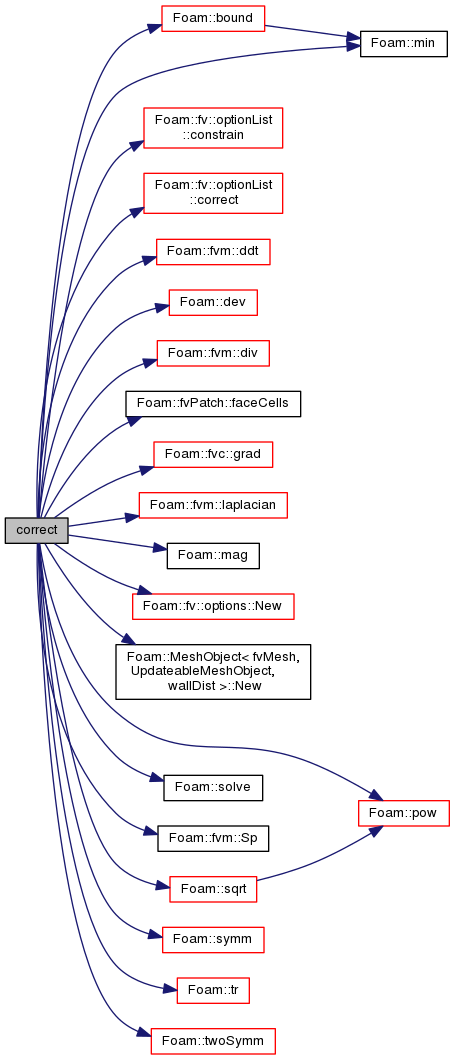 Foam::bound
Foam::min
Foam::fv::optionList
::constrain
Foam::fv::optionList
::correct
Foam::fvm::ddt
Foam::dev
Foam::fvm::div
Foam::fvPatch::faceCells
Foam::fvc::grad
Foam::fvm::laplacian
correct
Foam::mag
Foam::fv::options::New
Foam::MeshObject< fvMesh,
UpdateableMeshObject,
wallDist >::New
Foam::solve
Foam::pow
Foam::fvm::Sp
Foam::sqrt
Foam::symm
Foam::tr
Foam::twoSymm